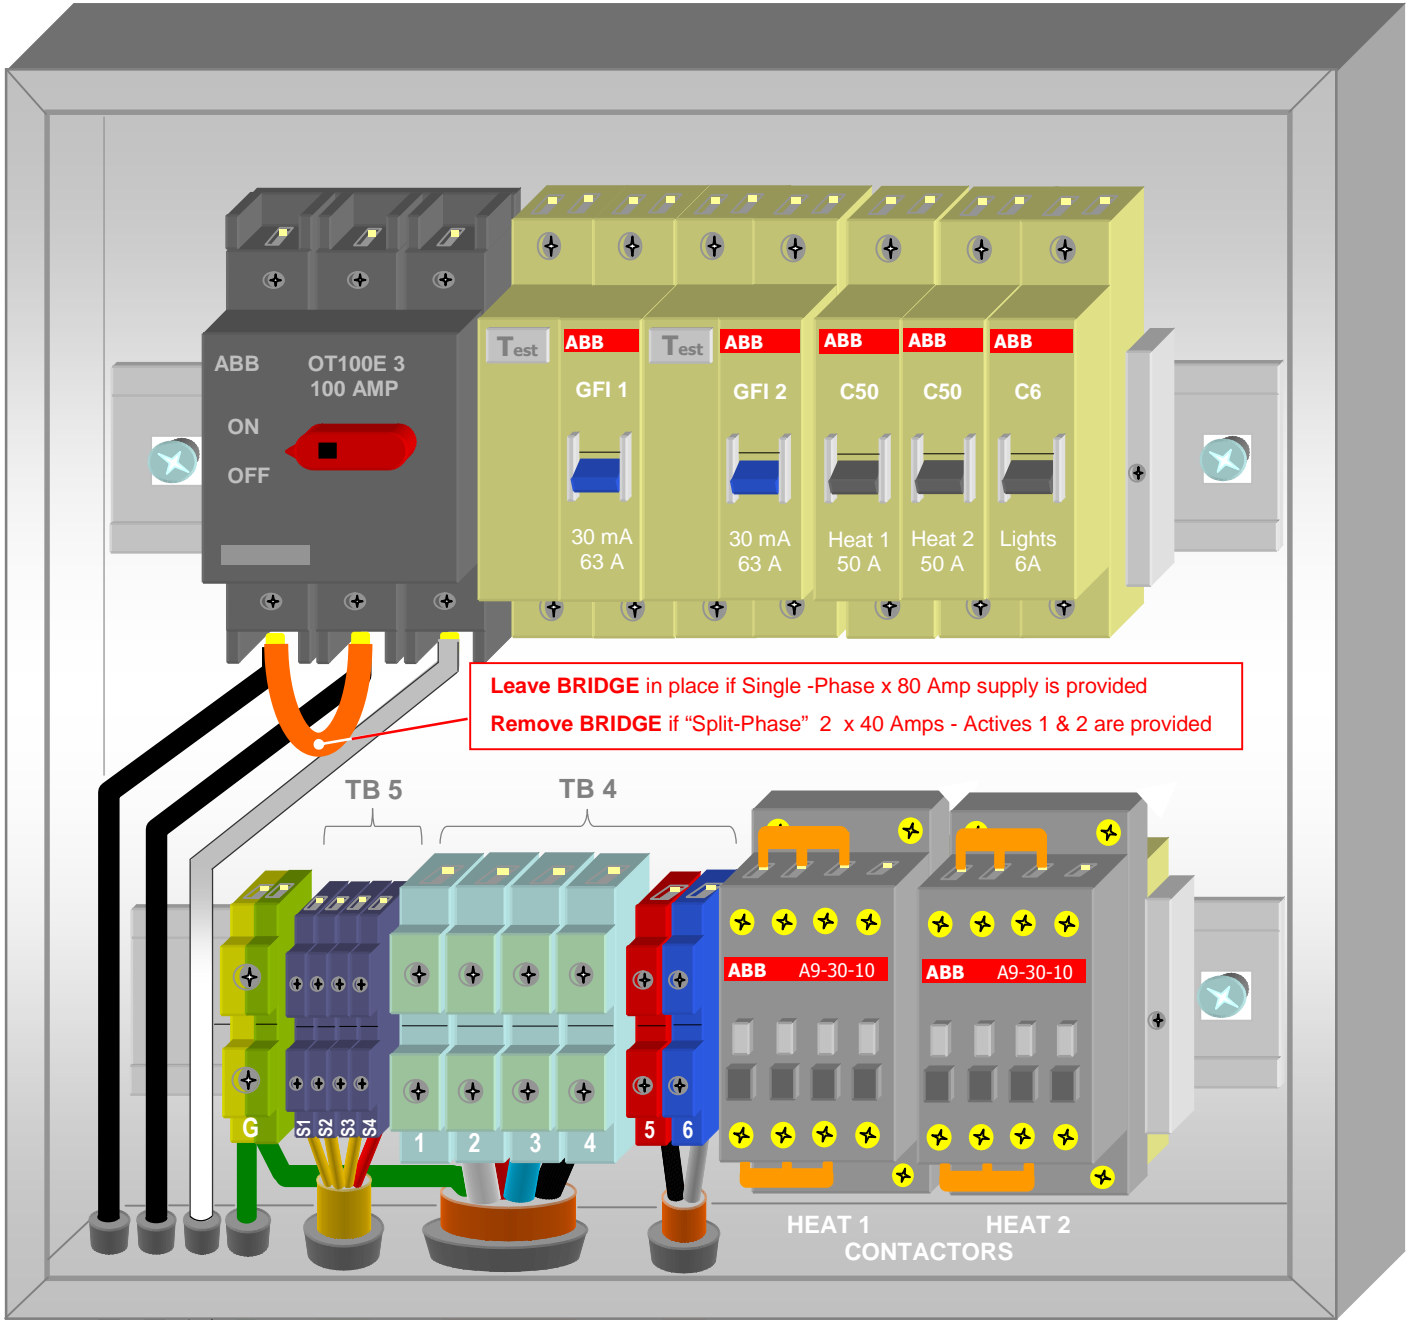 ABB
OT100E 3
100 AMP
ON
OFF
Test
ABB
GFI 1
30 mA
63 A
Test
ABB
GFI 2
30 mA
63 A
ABB
C50
Heat 1
50 A
ABB
C50
Heat 2
50 A
ABB
C6
Lights
6A
Leave BRIDGE in place if Single -Phase x 80 Amp supply is provided
Remove BRIDGE if “Split-Phase” 2 x 40 Amps - Actives 1 & 2 are provided
TB 5
TB 4
G
S1
S2
S3
S4
1
2
3
4
5
6
ABB A9-30-10
ABB A9-30-10
HEAT 1
HEAT 2
CONTACTORS